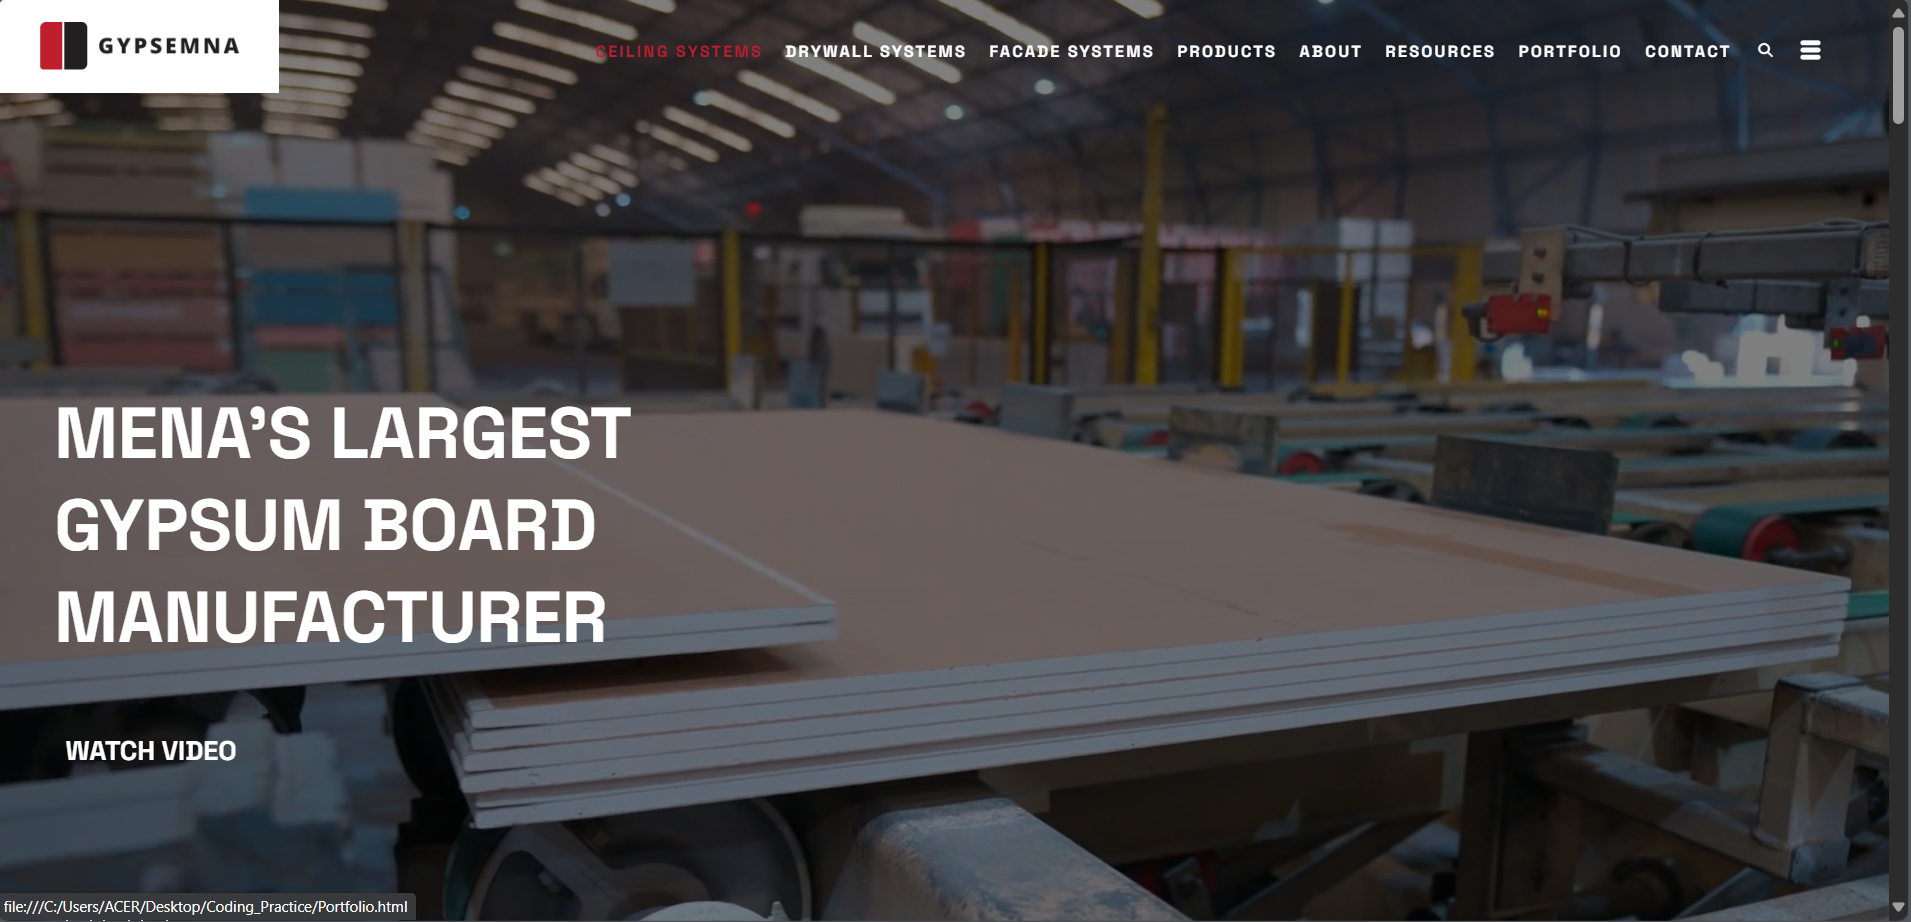 GYPSEMNA
CEILING SYSTEMS DRYWALL SYSTEMS FACADE SYSTEMS PRODUCTS ABOUT RESOURCES PORTFOLIO CONTACT
MENA’S LARGEST
GYPSUM BOARD
MANUFACTURER
WATCH VIDEO
file:///C:/Users/ACER/Desktop/Coding_Practice/Portfolio.html